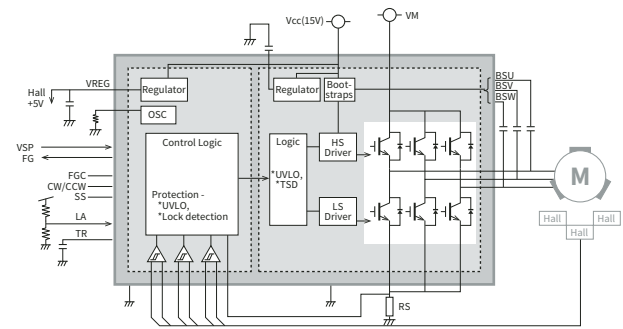 Vcc(15V)
VM
VREG
Hall
+5V
Regulator
OSC
Regulator
Boot-
straps
BSU
BSV
BSW
VSP
FG
FGC
CW/CCW
SS
LA
TR
Control Logic
Protection -
*UVLO,
*Lock detection
Logic
*UVLO,
*TSD
HS
Driver
LS
Driver
M
Hall
Hall
Hall
RS